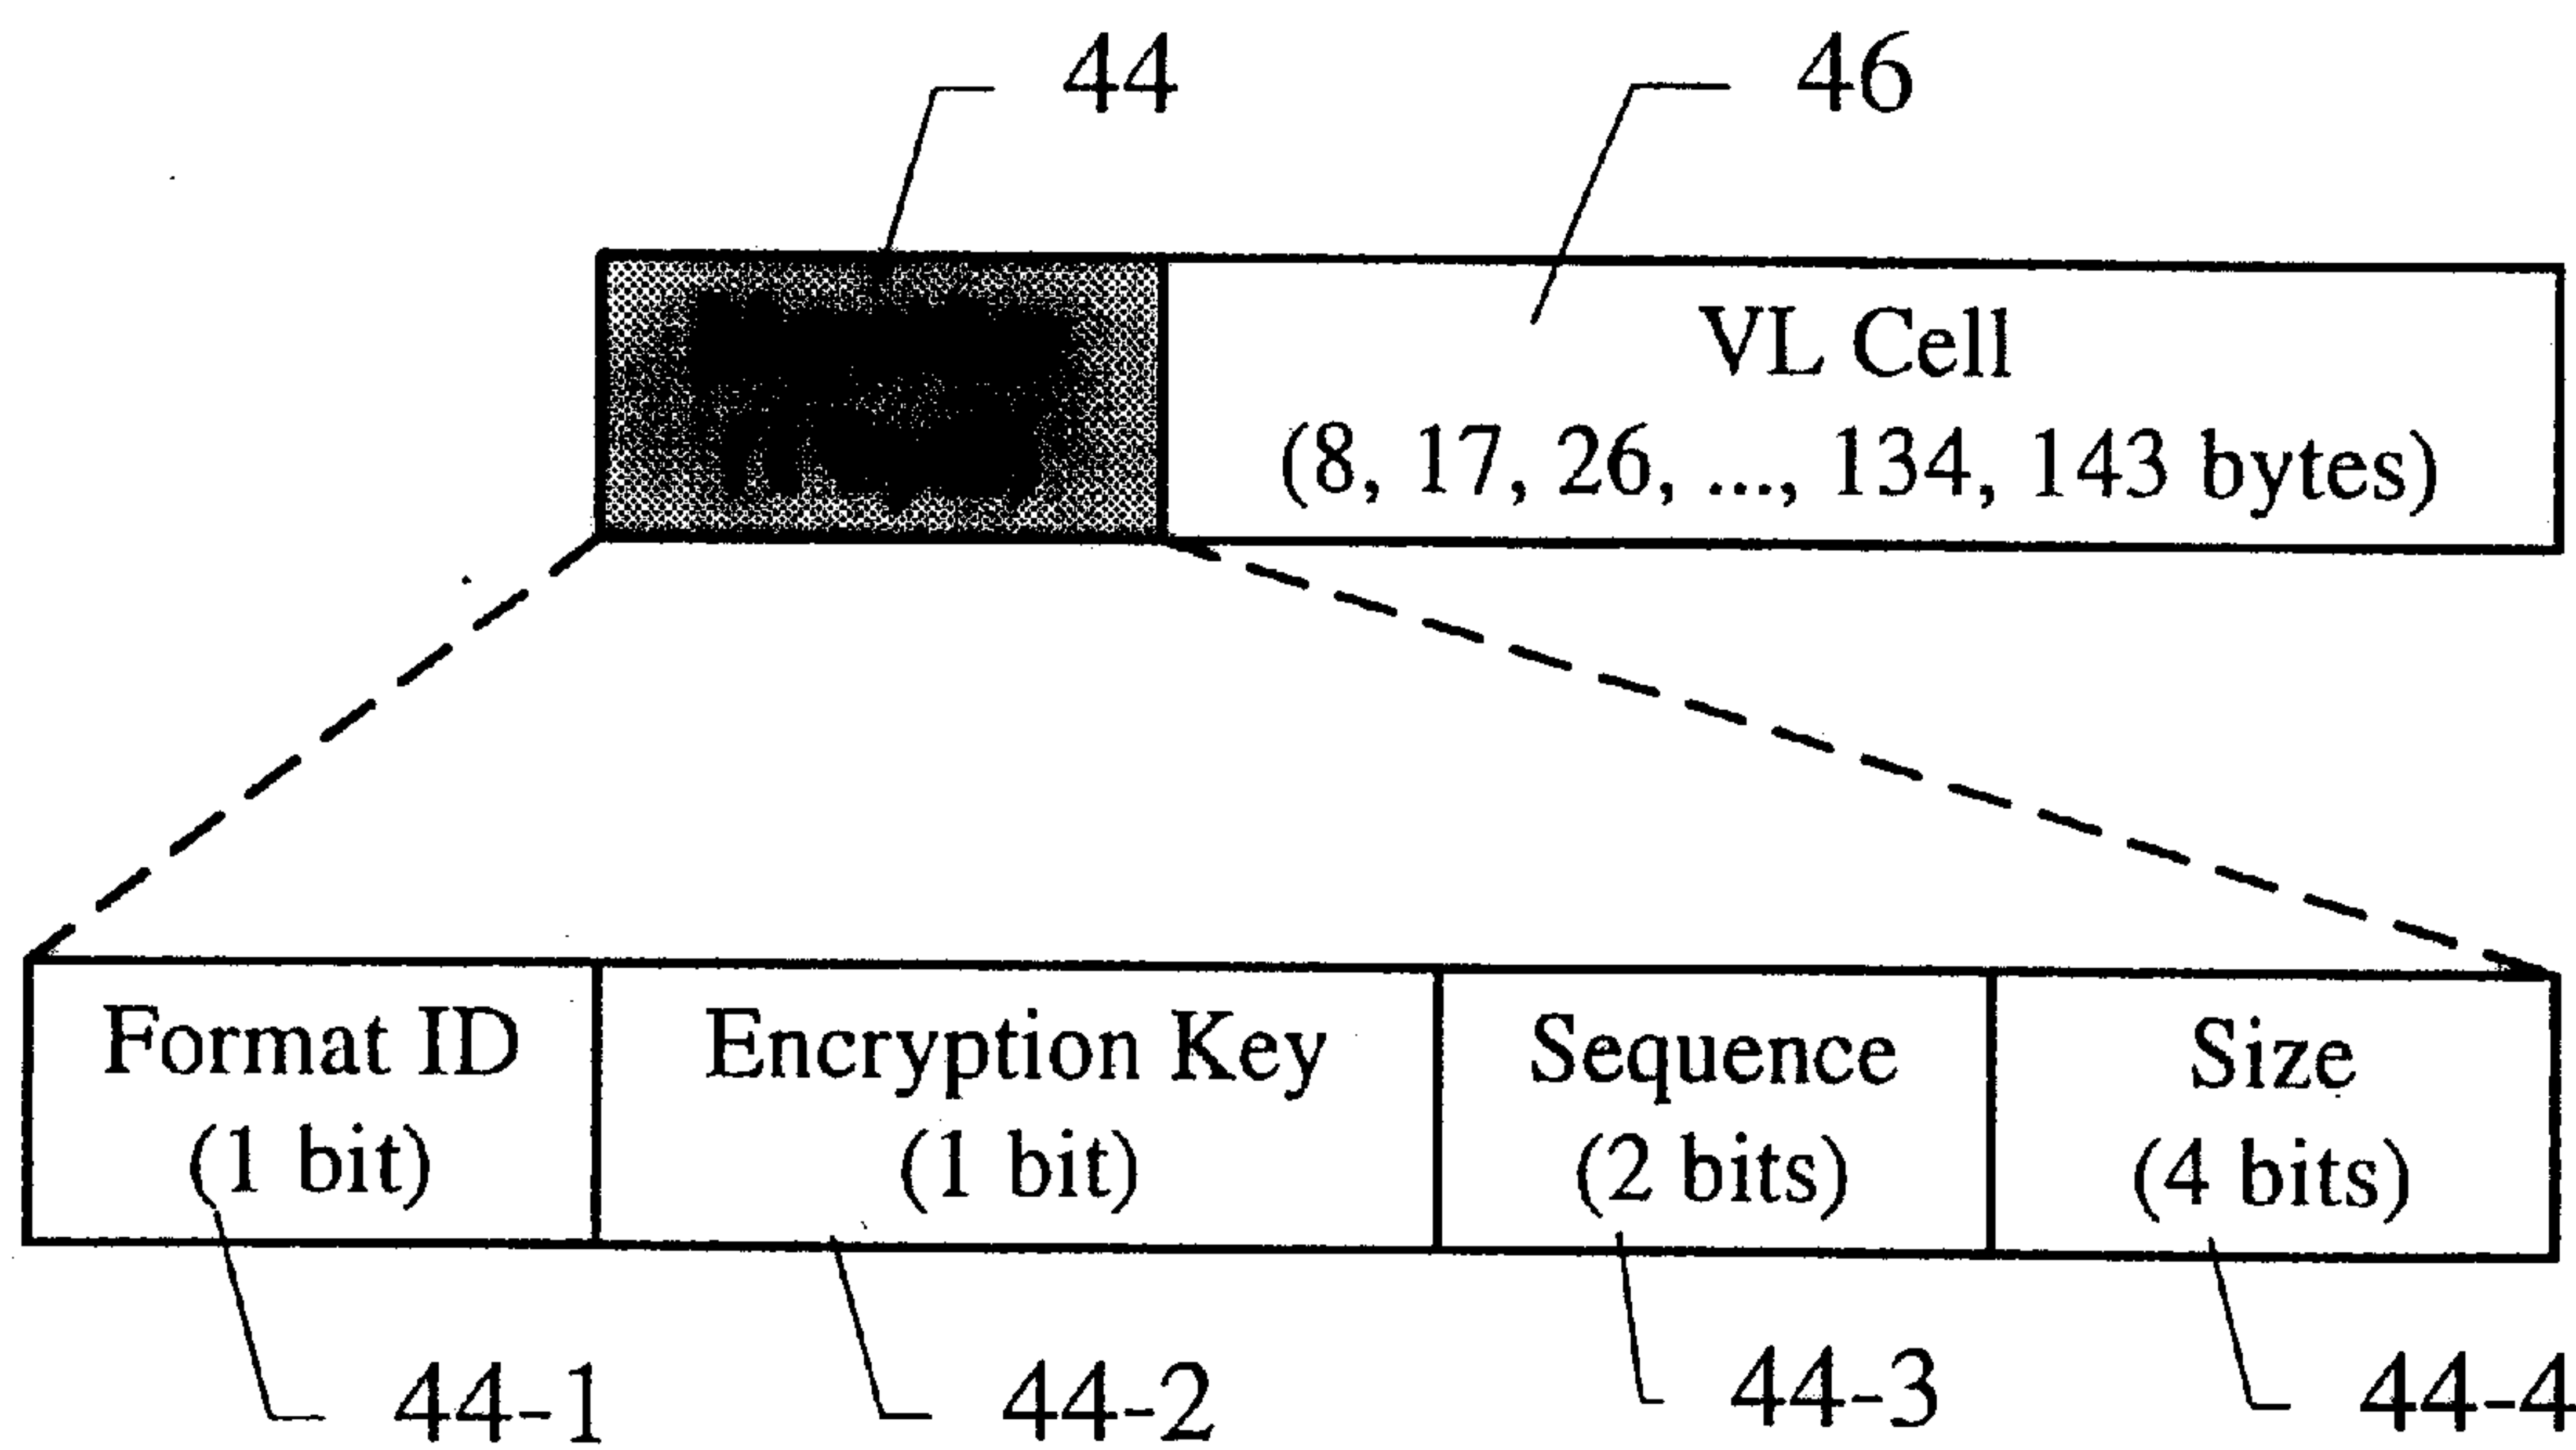 44
46
VL Cell
(8, 17, 26, ..., 134, 143 bytes)
Format ID
(1 bit)
Encryption Key
(1 bit)
Sequence
(2 bits)
Size
(4 bits)
44-1
44-2
44-3
44-4